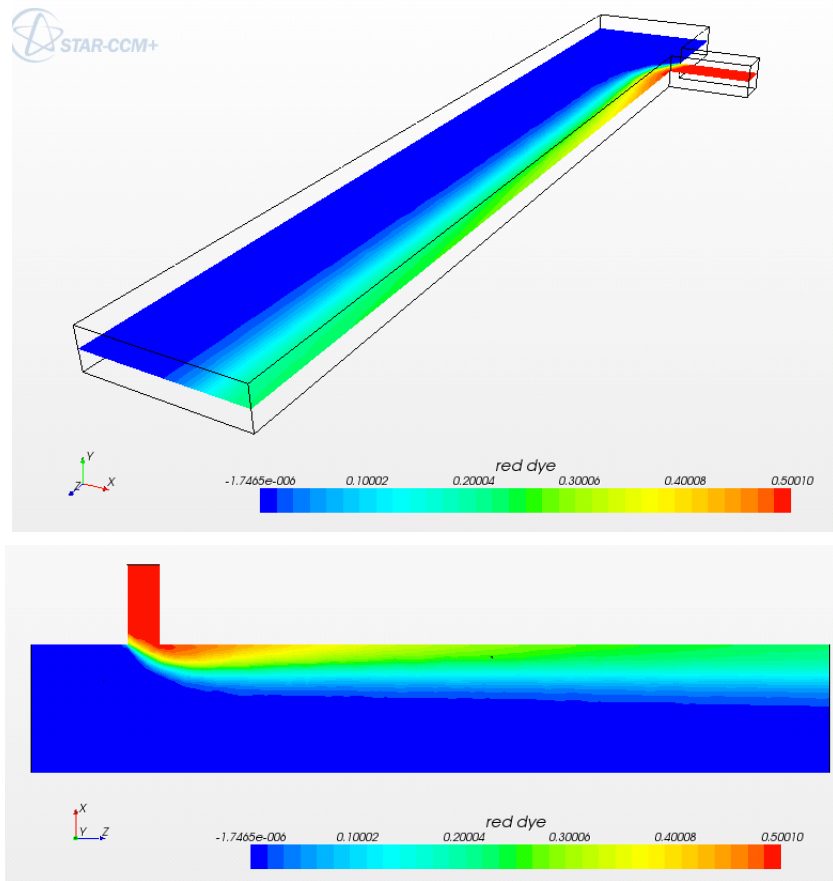 STAR-CCM+
red dye
-1.7465e-006 0.10002 0.20004 0.30006 0.40008 0.50010
Y
Z X
X
Y Z
red dye
-1.7465e-006 0.10002 0.20004 0.30006 0.40008 0.50010